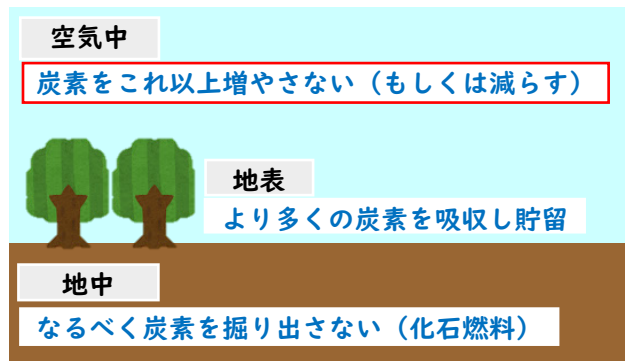 空気中
炭素をこれ以上増やさない（もしくは減らす）
地表
より多くの炭素を吸収し貯留
地中
なるべく炭素を掘り出さない（化石燃料）